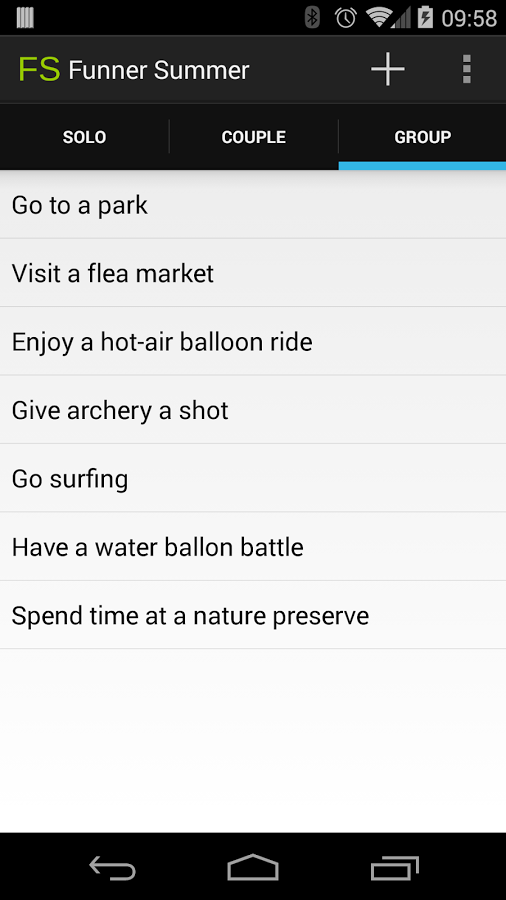 09:58
FS Funner Summer
SOLO COUPLE GROUP
Go to a park
Visit a flea market
Enjoy a hot-air balloon ride
Give archery a shot
Go surfing
Have a water ballon battle
Spend time at a nature preserve